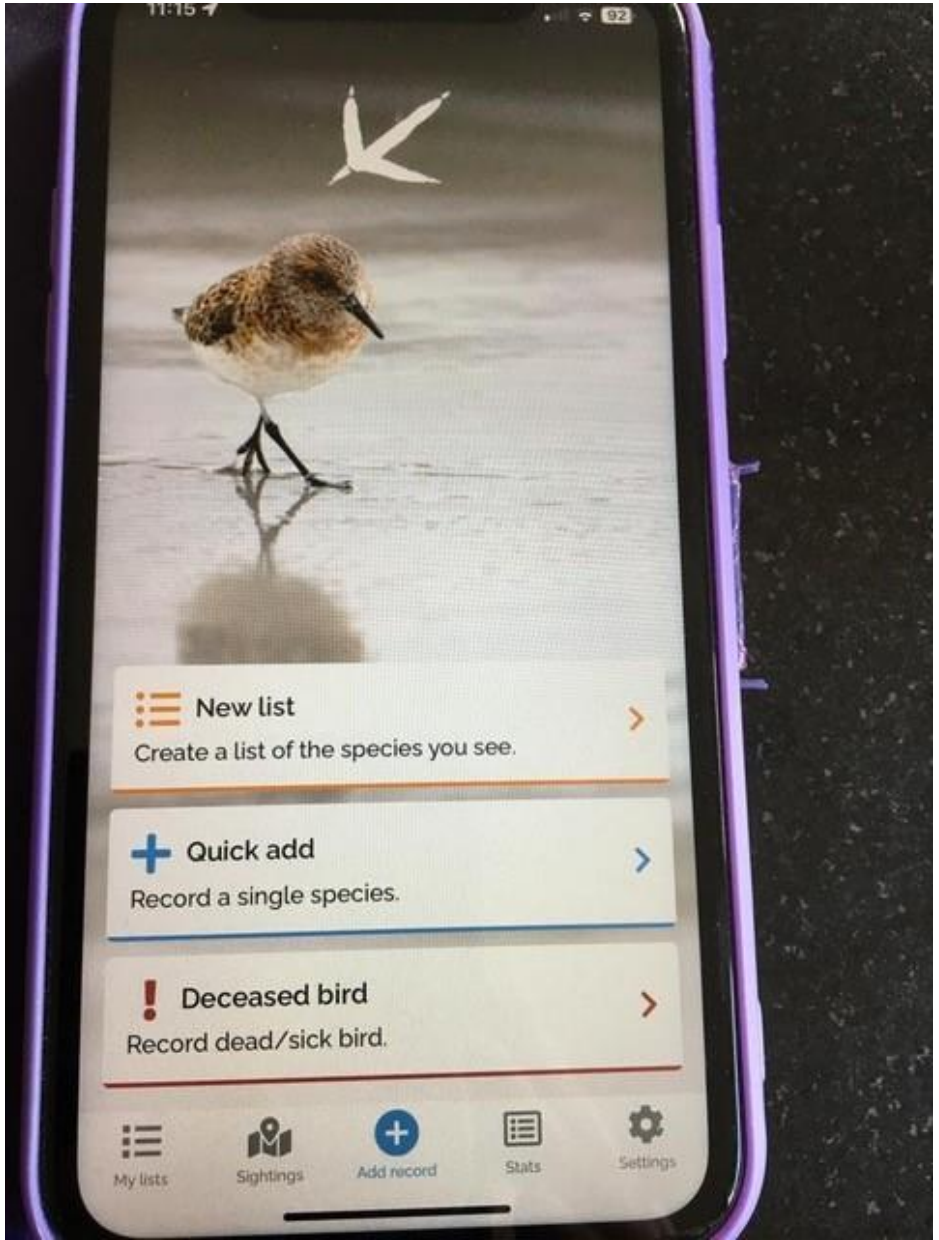 11:15
92
New list
Create a list of the species you see.
Quick add
Record a single species.
Deceased bird
Record dead/sick bird.
My lists
Sightings
Add record
Stats
Settings